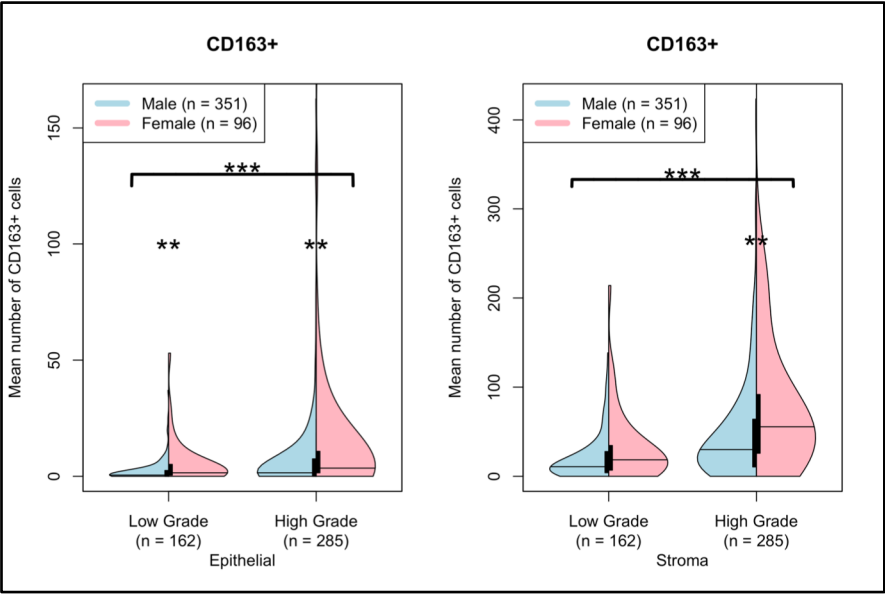 CD163+
Male (n = 351)
Female (n = 96)
Mean number of CD163+ cells
150
100
50
0
***
**
**
Low Grade
(n = 162)
High Grade
(n = 285)
Epithelial
CD163+
Male (n = 351)
Female (n = 96)
Mean number of CD163+ cells
400
300
200
100
0
***
**
Low Grade
(n = 162)
High Grade
(n = 285)
Stroma